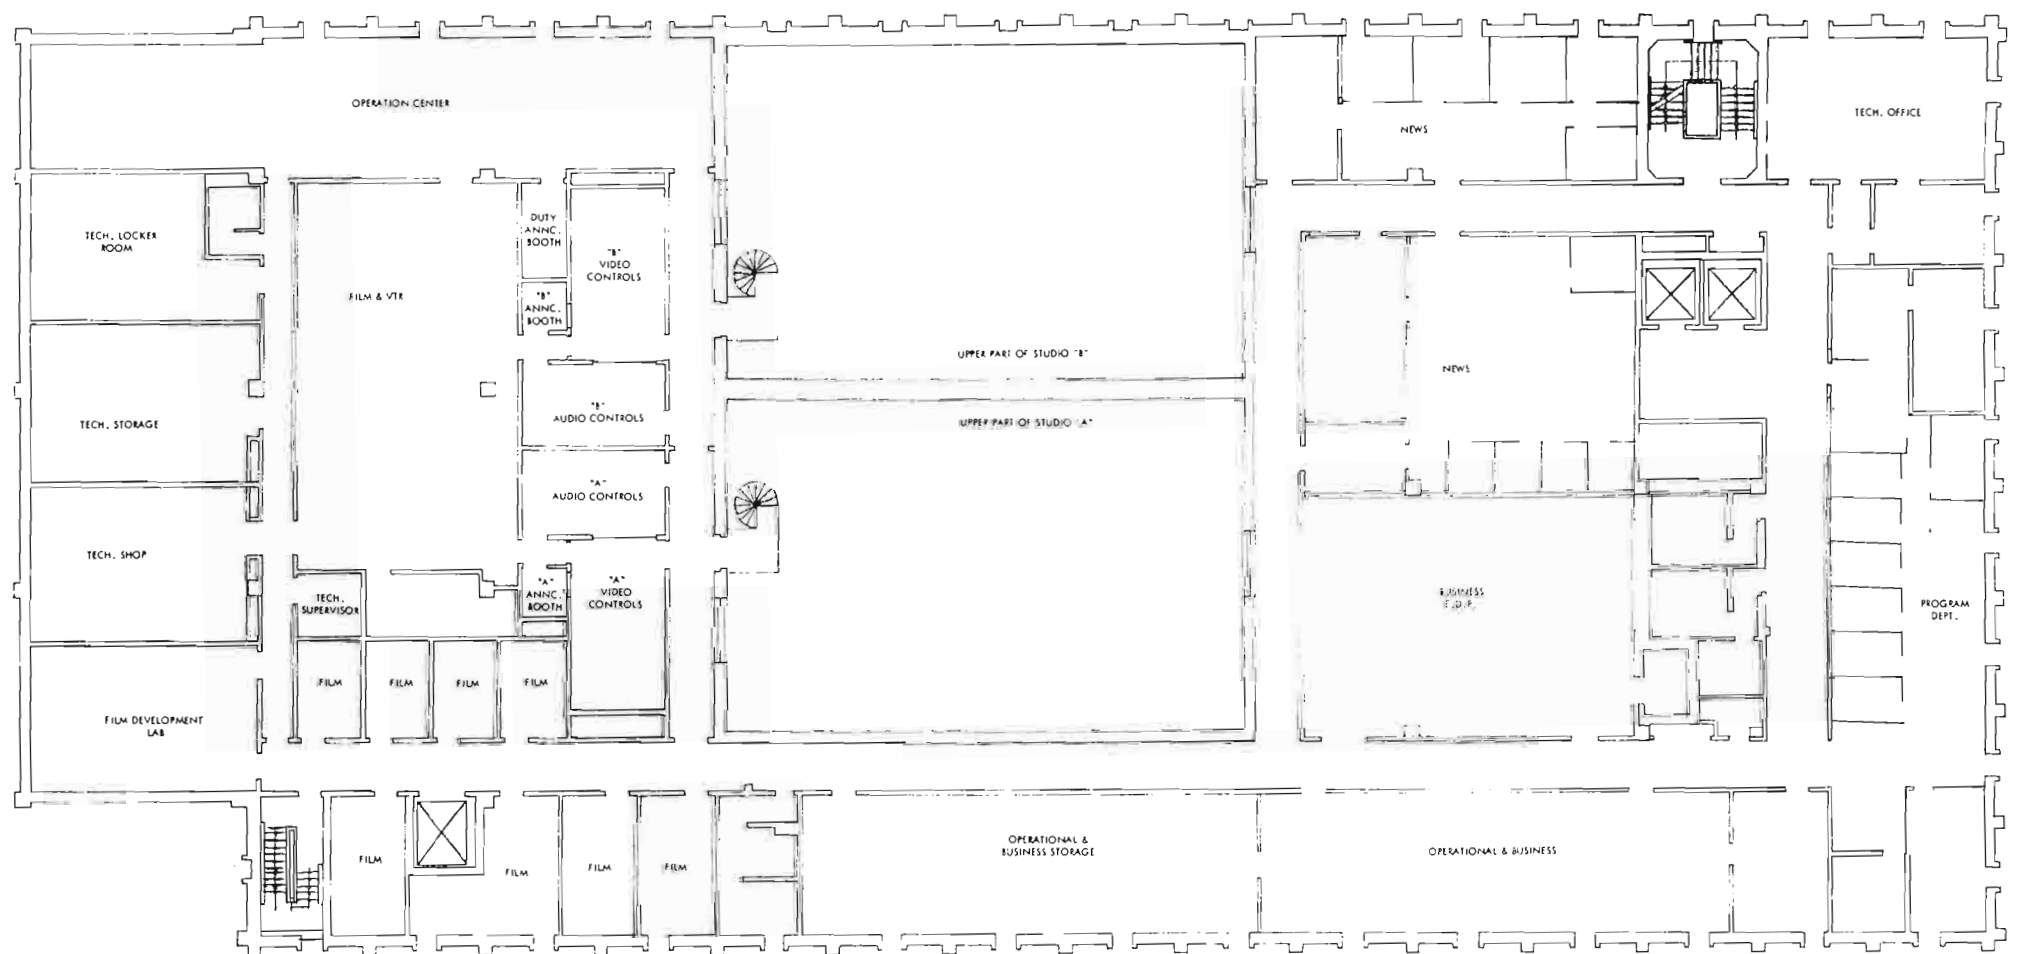 OPERATION CENTER
NEWS
TECH. OFFICE
TECH. LOCKER
ROOM
DUTY
ANNC.
BOOTH
"B"
VIDEO
CONTROLS
FILM & VTR
"B"
ANNC.
BOOTH
UPPER PART OF STUDIO "B"
NEWS
TECH. STORAGE
"B"
AUDIO CONTROLS
UPPER PART OF STUDIO "A"
"A"
AUDIO CONTROLS
TECH. SHOP
TECH.
SUPERVISOR
"A"
ANNC.
BOOTH
"A"
VIDEO
CONTROLS
BUSINESS
E.D.P.
PROGRAM
DEPT.
FILM
FILM
FILM
FILM
FILM DEVELOPMENT
LAB
FILM
FILM
FILM
FILM
OPERATIONAL &
BUSINESS STORAGE
OPERATIONAL & BUSINESS